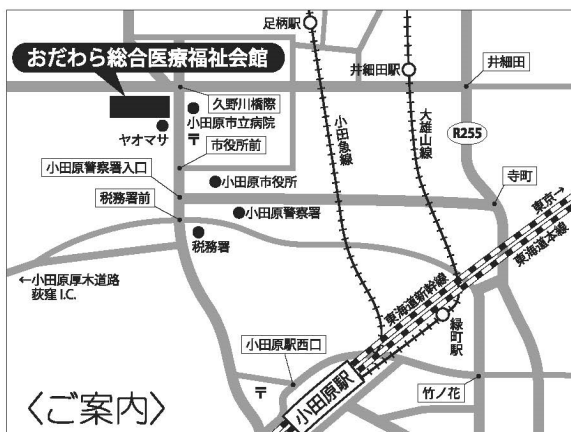 足柄駅
おだわら総合医療福祉会館
井細田駅
井細田
久野川橋際
小田原市立病院
ヤオマサ
〒
市役所前
小田急線
大雄山線
R255
小田原警察署入口
小田原市役所
寺町
税務署前
小田原警察署
東京→
税務署
東海道本線
←小田原厚木道路
荻窪 I.C.
東海道新幹線
緑町駅
小田原駅西口
〒
小田原駅
竹ノ花
〈ご案内〉